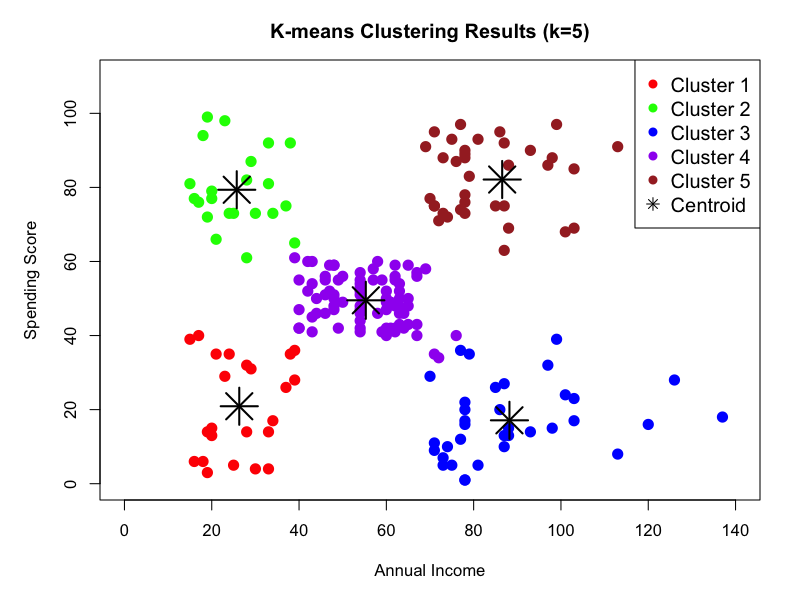 K-means Clustering Results (k=5)
Cluster 1
Cluster 2
Cluster 3
Cluster 4
Cluster 5
Centroid
Spending Score
100
80
60
40
20
0
0 20 40 60 80 100 120 140
Annual Income